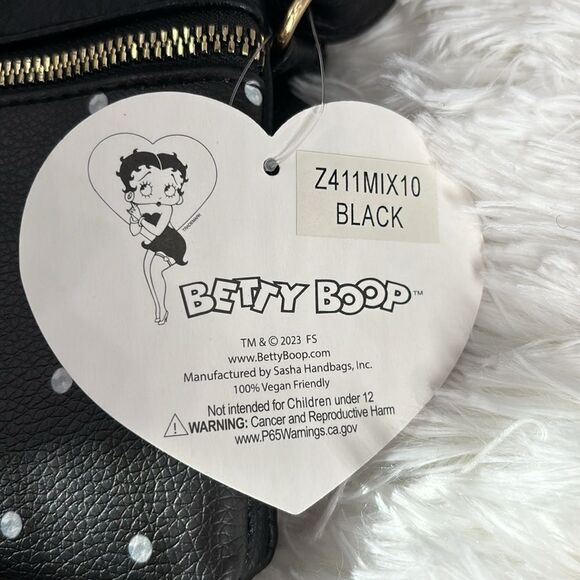 Z411MIX10
BLACK
TRADEMARK
BETTY BOOP™
TM & © 2023 FS
www.BettyBoop.com
Manufactured by Sasha Handbags, Inc.
100% Vegan Friendly
Not intended for Children under 12
⚠WARNING: Cancer and Reproductive Harm
www.P65Warnings.ca.gov